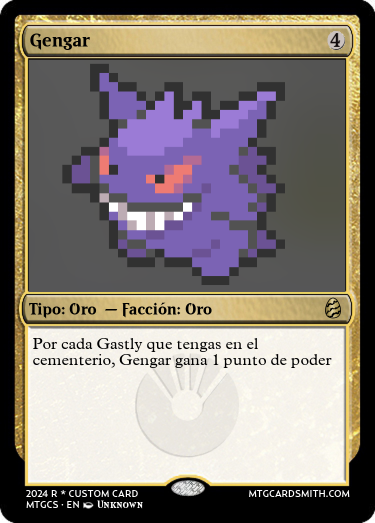 Gengar 4
Tipo: Oro — Facción: Oro
Por cada Gastly que tengas en el
cementerio, Gengar gana 1 punto de poder
2024 R * CUSTOM CARD MTGCARDSMITH.COM
MTGCS · EN UNKNOWN